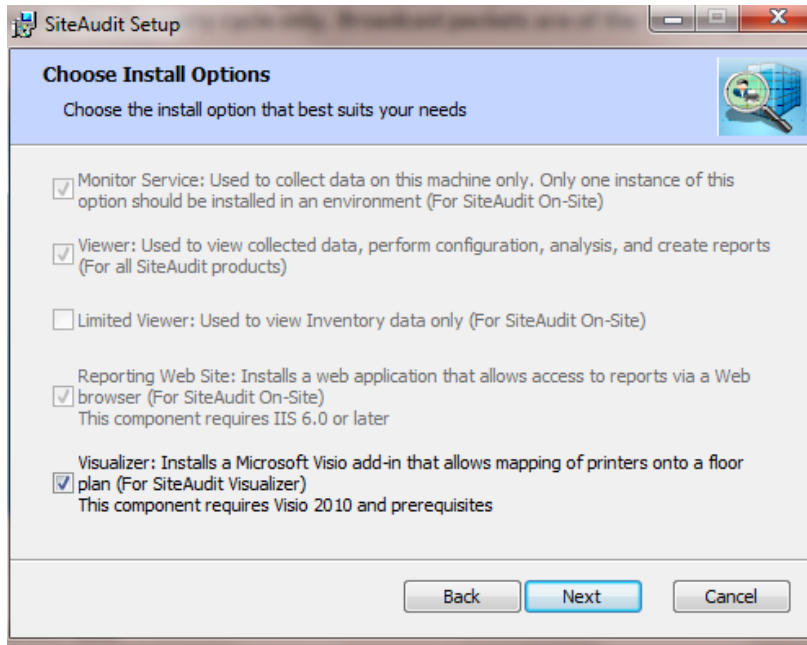 SiteAudit Setup
Choose Install Options
Choose the install option that best suits your needs
Monitor Service: Used to collect data on this machine only. Only one instance of this
option should be installed in an environment (For SiteAudit On-Site)
Viewer: Used to view collected data, perform configuration, analysis, and create reports
(For all SiteAudit products)
Limited Viewer: Used to view Inventory data only (For SiteAudit On-Site)
Reporting Web Site: Installs a web application that allows access to reports via a Web
browser (For SiteAudit On-Site)
This component requires IIS 6.0 or later
Visualizer: Installs a Microsoft Visio add-in that allows mapping of printers onto a floor
plan (For SiteAudit Visualizer)
This component requires Visio 2010 and prerequisites
Back Next Cancel